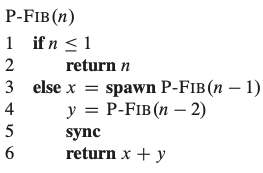 P-FIB(n)
1 if n ≤ 1
2 return n
3 else x = spawn P-FIB(n − 1)
4 y = P-FIB(n − 2)
5 sync
6 return x + y